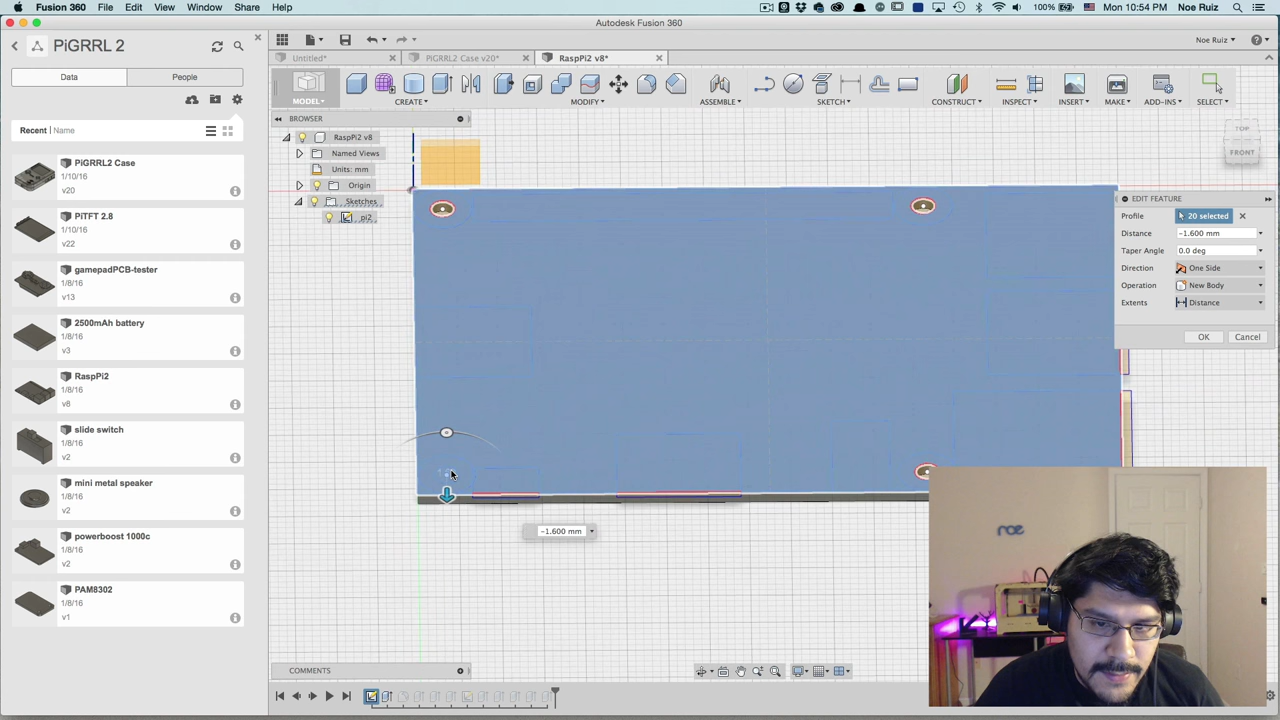 Fusion 360 File Edit View Window Share Help
100% Mon 10:54 PM Noe Ruiz
Autodesk Fusion 360
PiGRRL 2
Noe Ruiz
Untitled*
PiGRRL2 Case v20*
RaspPi2 v8*
Data People
MODEL
CREATE
MODIFY
ASSEMBLE
SKETCH
CONSTRUCT
INSPECT
INSERT
MAKE
ADD-INS
SELECT
BROWSER
Recent | Name
RaspPi2 v8
Named Views
Units: mm
Origin
Sketches
pi2
TOP
FRONT
PiGRRL2 Case
1/10/16
v20
PiTFT 2.8
1/10/16
v22
gamepadPCB-tester
1/8/16
v13
2500mAh battery
1/8/16
v3
RaspPi2
1/8/16
v8
slide switch
1/8/16
v2
mini metal speaker
1/8/16
v2
powerboost 1000c
1/8/16
v2
PAM8302
1/8/16
v1
EDIT FEATURE
Profile 20 selected
Distance -1.600 mm
Taper Angle 0.0 deg
Direction One Side
Operation New Body
Extents Distance
OK Cancel
-1.600 mm
noe
COMMENTS